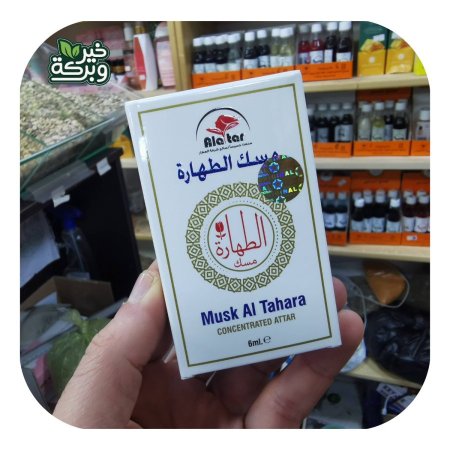 خير
وبركة
Alattar
مسك الطهارة
الطهارة
مسك
Musk Al Tahara
CONCENTRATED ATTAR
6ml. ℮